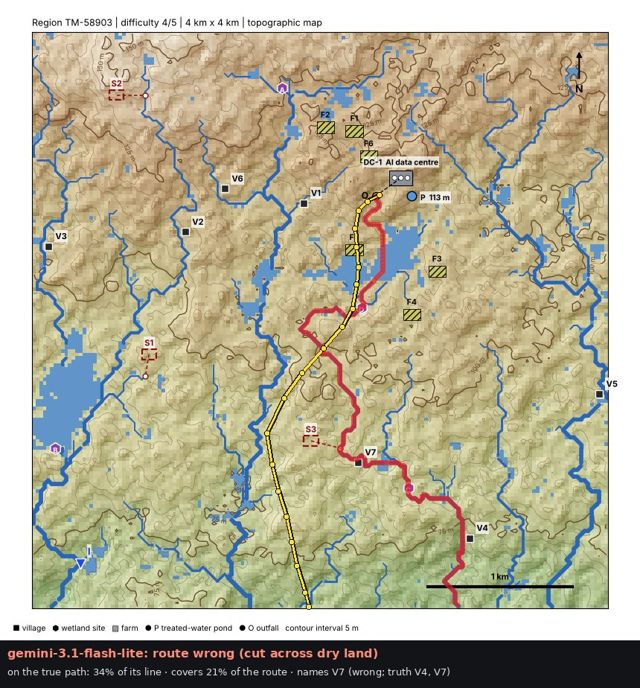 Region TM-58903 | difficulty 4/5 | 4 km x 4 km | topographic map
S2
N
F2
F1
F6
DC-1 AI data centre
V6
V1
O
P 113 m
V2
V3
F
F3
F4
S1
V5
S3
V7
V4
I
1 km
village
wetland site
farm
P treated-water pond
O outfall
contour interval 5 m
gemini-3.1-flash-lite: route wrong (cut across dry land)
on the true path: 34% of its line · covers 21% of the route · names V7 (wrong; truth V4, V7)